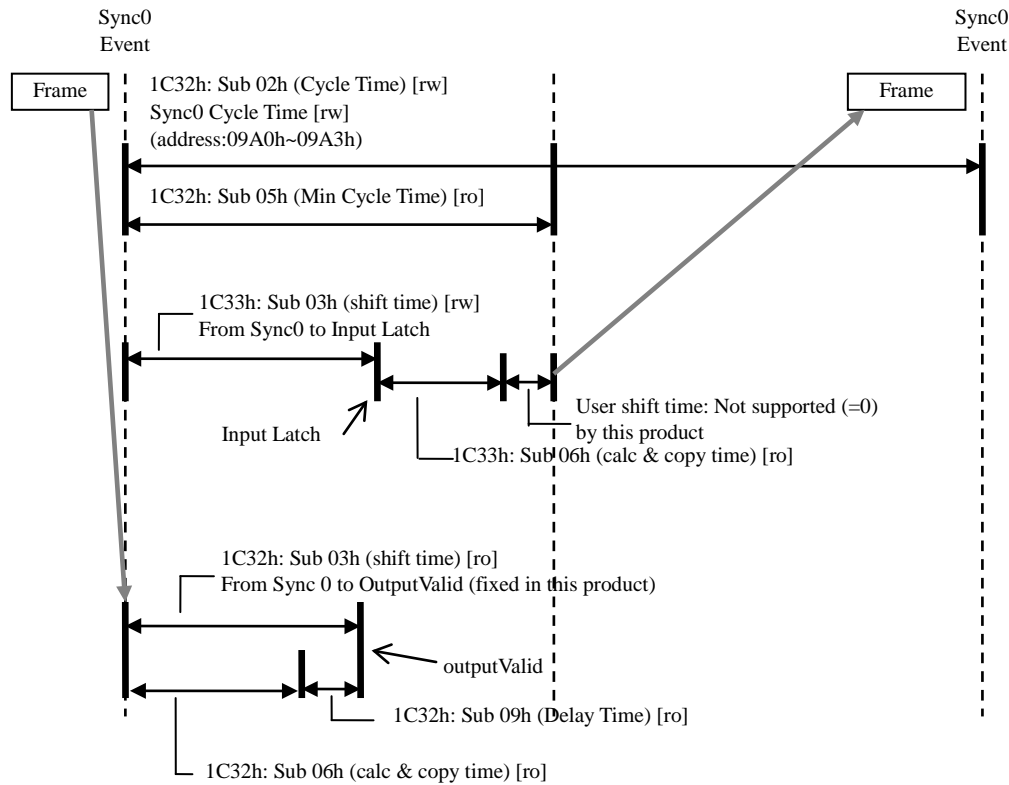 Sync0
Event
Sync0
Event
Frame
1C32h: Sub 02h (Cycle Time) [rw]
Sync0 Cycle Time [rw]
(address:09A0h~09A3h)
Frame
1C32h: Sub 05h (Min Cycle Time) [ro]
1C33h: Sub 03h (shift time) [rw]
From Sync0 to Input Latch
Input Latch
User shift time: Not supported (=0)
by this product
1C33h: Sub 06h (calc & copy time) [ro]
1C32h: Sub 03h (shift time) [ro]
From Sync 0 to OutputValid (fixed in this product)
outputValid
1C32h: Sub 09h (Delay Time) [ro]
1C32h: Sub 06h (calc & copy time) [ro]